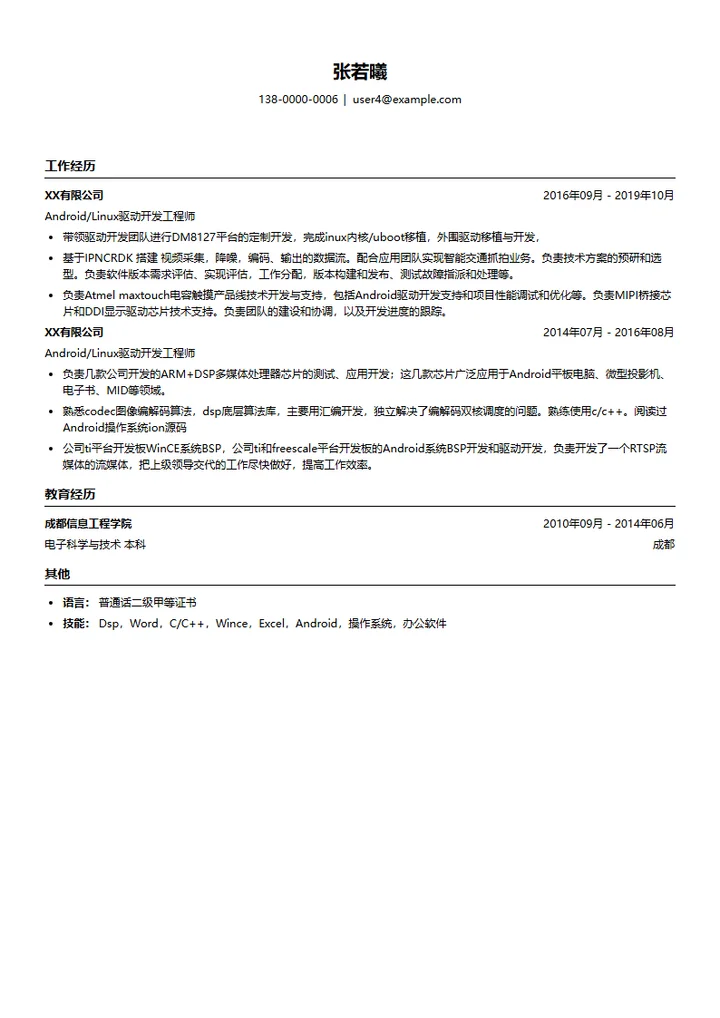 张若曦
138-0000-0006 | user4@example.com
工作经历
XX有限公司 2016年09月 - 2019年10月
Android/Linux驱动开发工程师
• 带领驱动开发团队进行DM8127平台的定制开发，完成inux内核/uboot移植，外围驱动移植与开发，
• 基于IPNCRDK 搭建 视频采集，降噪，编码、输出的数据流。配合应用团队实现智能交通抓拍业务。负责技术方案的预研和选
型。负责软件版本需求评估、实现评估，工作分配，版本构建和发布、测试故障指派和处理等。
• 负责Atmel maxtouch电容触摸产品线技术开发与支持，包括Android驱动开发支持和项目性能调试和优化等。负责MIPI桥接芯
片和DDI显示驱动芯片技术支持。负责团队的建设和协调，以及开发进度的跟踪。
XX有限公司 2014年07月 - 2016年08月
Android/Linux驱动开发工程师
• 负责几款公司开发的ARM+DSP多媒体处理器芯片的测试、应用开发；这几款芯片广泛应用于Android平板电脑、微型投影机、
电子书、MID等领域。
• 熟悉codec图像编解码算法，dsp底层算法库，主要用汇编开发，独立解决了编解码双核调度的问题。熟练使用c/c++。阅读过
Android操作系统ion源码
• 公司ti平台开发板WinCE系统BSP，公司ti和freescale平台开发板的Android系统BSP开发和驱动开发，负责开发了一个RTSP流
媒体的流媒体，把上级领导交代的工作尽快做好，提高工作效率。
教育经历
成都信息工程学院 2010年09月 - 2014年06月
电子科学与技术 本科 成都
其他
• 语言： 普通话二级甲等证书
• 技能： Dsp，Word，C/C++，Wince，Excel，Android，操作系统，办公软件